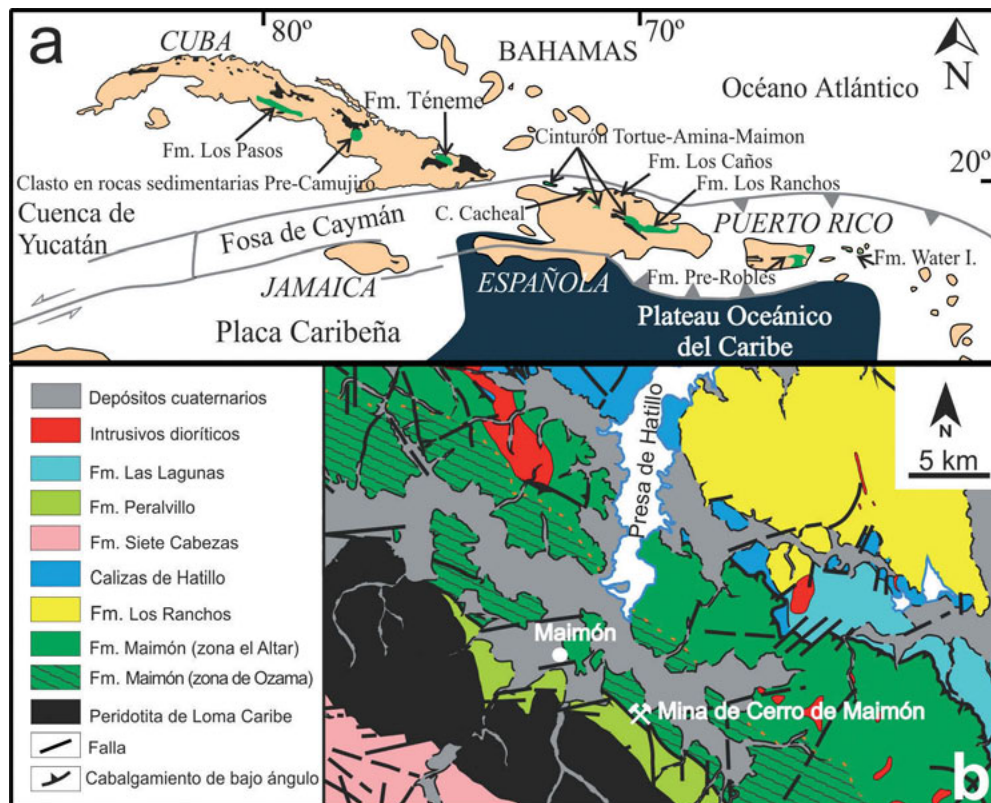 a
80º
70º
CUBA
BAHAMAS
N
Océano Atlántico
Fm. Téneme
Fm. Los Pasos
Cinturón Tortue-Amina-Maimon
Fm. Los Caños
Clasto en rocas sedimentarias Pre-Camujiro
Fm. Los Ranchos
20º
Cuenca de
Yucatán
Fosa de Caymán
C. Cacheal
PUERTO RICO
JAMAICA
ESPAÑOLA
Fm. Pre-Robles
Fm. Water I.
Placa Caribeña
Plateau Oceánico
del Caribe
Depósitos cuaternarios
Intrusivos dioríticos
Fm. Las Lagunas
Fm. Peralvillo
Fm. Siete Cabezas
Calizas de Hatillo
Fm. Los Ranchos
Fm. Maimón (zona el Altar)
Fm. Maimón (zona de Ozama)
Peridotita de Loma Caribe
Falla
Cabalgamiento de bajo ángulo
Presa de Hatillo
N
5 km
Maimón
Mina de Cerro de Maimón
b